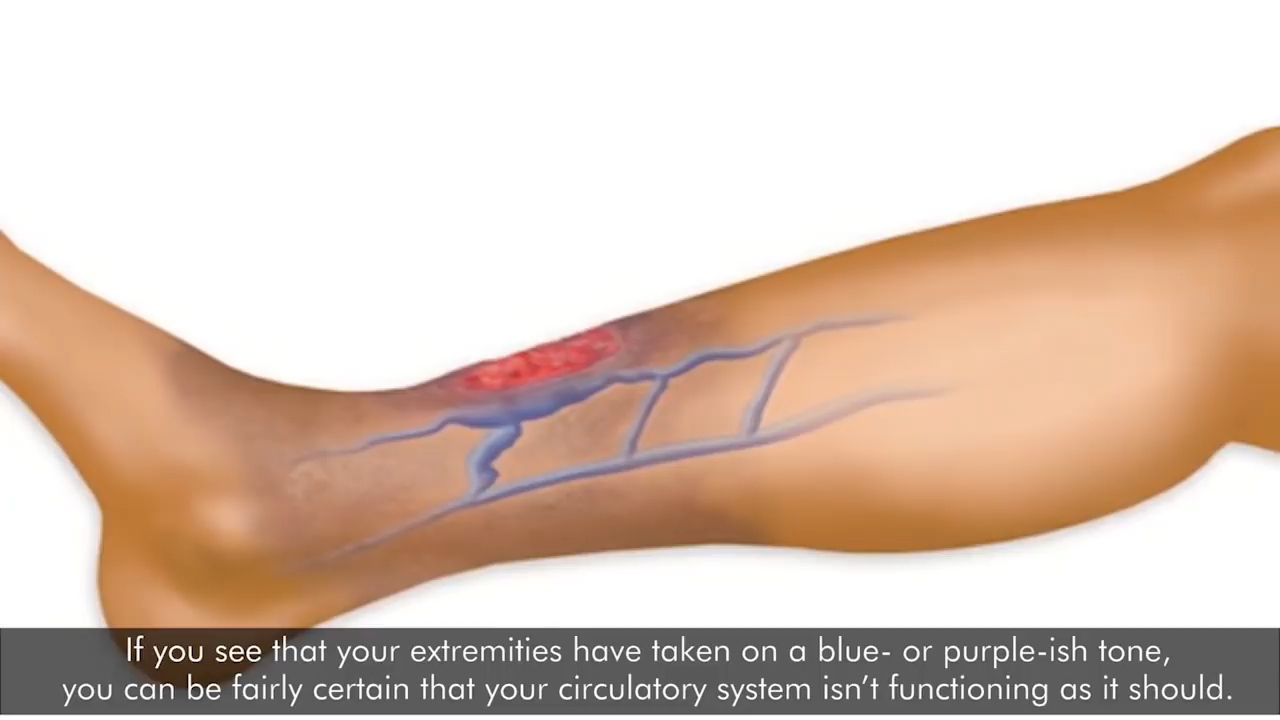 If you see that your extremities have taken on a blue- or purple-ish tone,
you can be fairly certain that your circulatory system isn't functioning as it should.